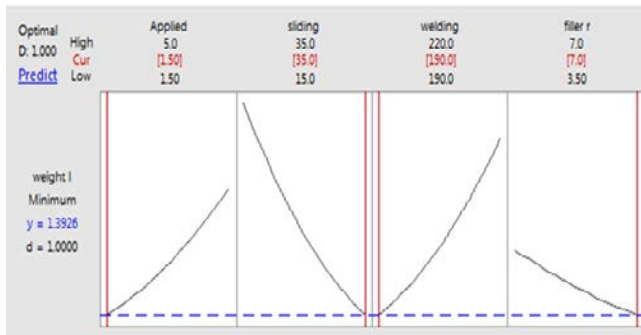 Optimal
D: 1.000
Predict
High
Cur
Low
Applied
5.0
[1.50]
1.50
sliding
35.0
[35.0]
15.0
welding
220.0
[190.0]
190.0
filler r
7.0
[7.0]
3.50
weight l
Minimum
y = 1.3926
d = 1.0000